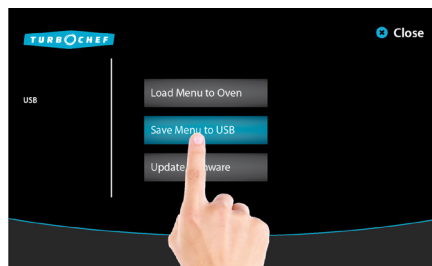 TURBOCHEF
Close
USB
Load Menu to Oven
Save Menu to USB
Update